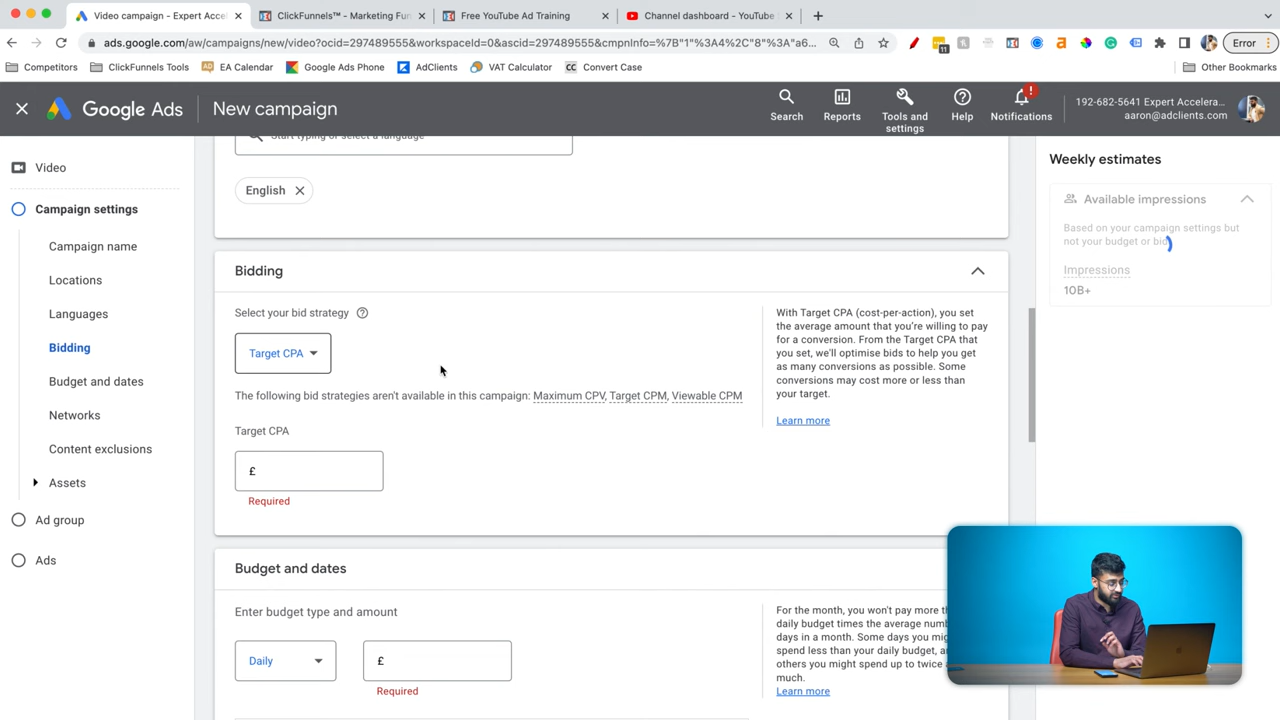 Video campaign - Expert Accel
ClickFunnels™ - Marketing Fun
Free YouTube Ad Training
Channel dashboard - YouTube
ads.google.com/aw/campaigns/new/video?ocid=297489555&workspaceId=0&ascid=297489555&cmpnInfo=%7B"1"%3A4%2C"8"%3A"a6...
11
Error
Competitors
ClickFunnels Tools
EA Calendar
Google Ads Phone
AdClients
VAT Calculator
CC Convert Case
Other Bookmarks
Google Ads
New campaign
Search
Reports
Tools and settings
Help
!
Notifications
192-682-5641 Expert Accelera...
aaron@adclients.com
Video
Campaign settings
Campaign name
Locations
Languages
Bidding
Budget and dates
Networks
Content exclusions
Assets
Ad group
Ads
Start typing or select a language
English
Bidding
Select your bid strategy
Target CPA
The following bid strategies aren't available in this campaign: Maximum CPV, Target CPM, Viewable CPM
Target CPA
£
Required
With Target CPA (cost-per-action), you set
the average amount that you're willing to pay
for a conversion. From the Target CPA that
you set, we'll optimise bids to help you get
as many conversions as possible. Some
conversions may cost more or less than
your target.
Learn more
Budget and dates
Enter budget type and amount
Daily
£
Required
For the month, you won't pay more th
daily budget times the average num
days in a month. Some days you mig
spend less than your daily budget, a
others you might spend up to twice
much.
Learn more
Weekly estimates
Available impressions
Based on your campaign settings but
not your budget or bid
Impressions
10B+